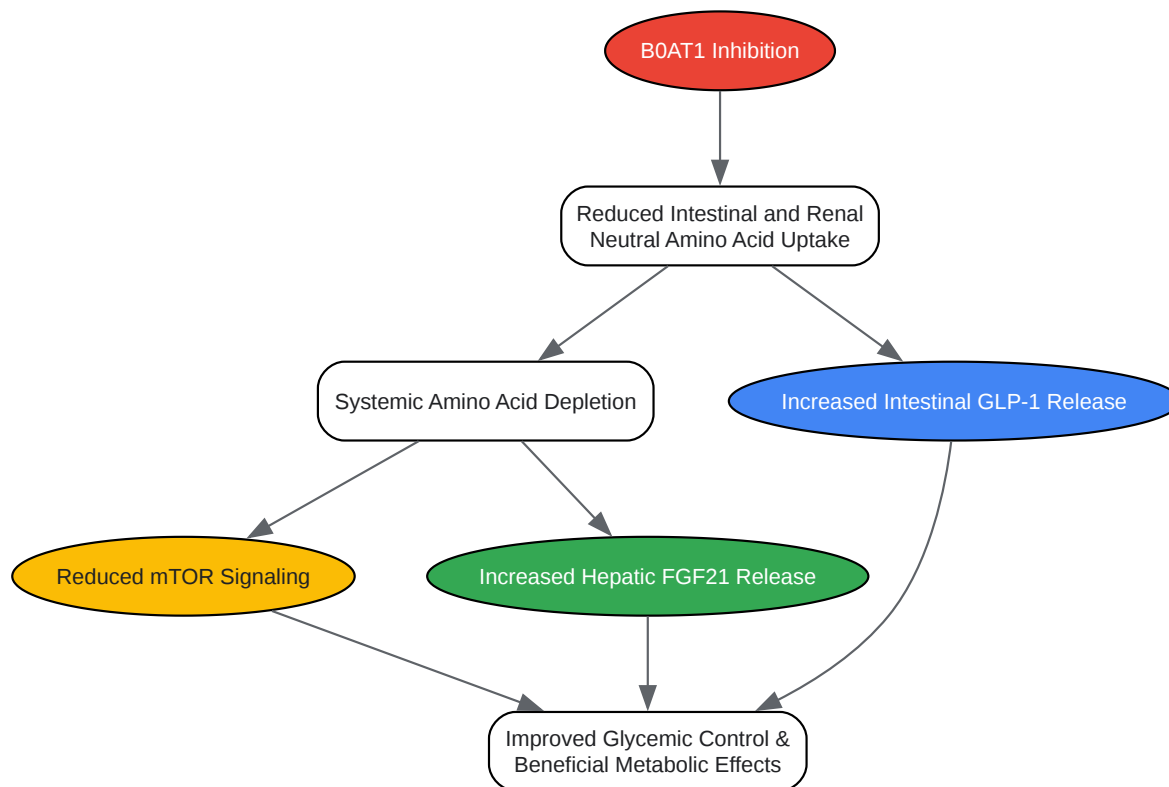 B0AT1 Inhibition
Reduced Intestinal and Renal
Neutral Amino Acid Uptake
Systemic Amino Acid Depletion
Increased Intestinal GLP-1 Release
Reduced mTOR Signaling
Increased Hepatic FGF21 Release
Improved Glycemic Control &
Beneficial Metabolic Effects